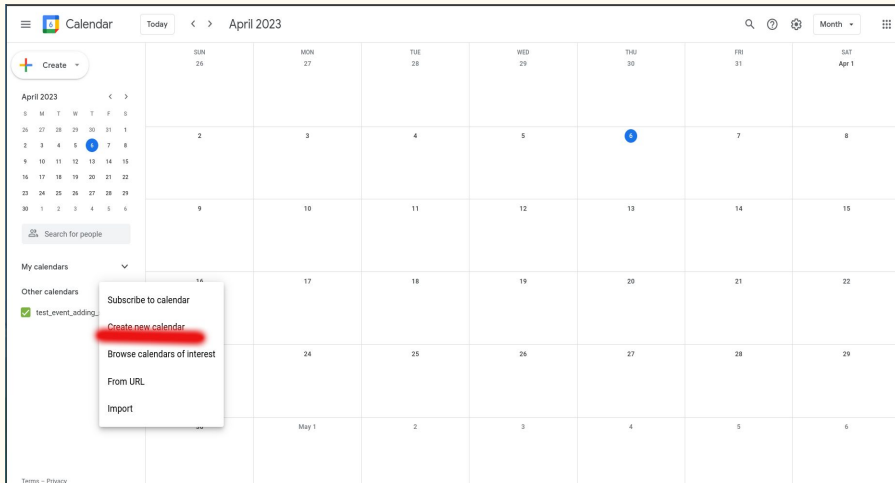 6 Calendar Today < > April 2023 Month
Create
SUN MON TUE WED THU FRI SAT
26 27 28 29 30 31 Apr 1
April 2023 < >
S M T W T F S
26 27 28 29 30 31 1
2 3 4 5 6 7 8
9 10 11 12 13 14 15
16 17 18 19 20 21 22
23 24 25 26 27 28 29
30 1 2 3 4 5 6
Search for people
My calendars
Other calendars
test_event_adding_
Subscribe to calendar
Create new calendar
Browse calendars of interest
From URL
Import
2 3 4 5 6 7 8
9 10 11 12 13 14 15
16 17 18 19 20 21 22
24 25 26 27 28 29
30 May 1 2 3 4 5 6
Terms – Privacy